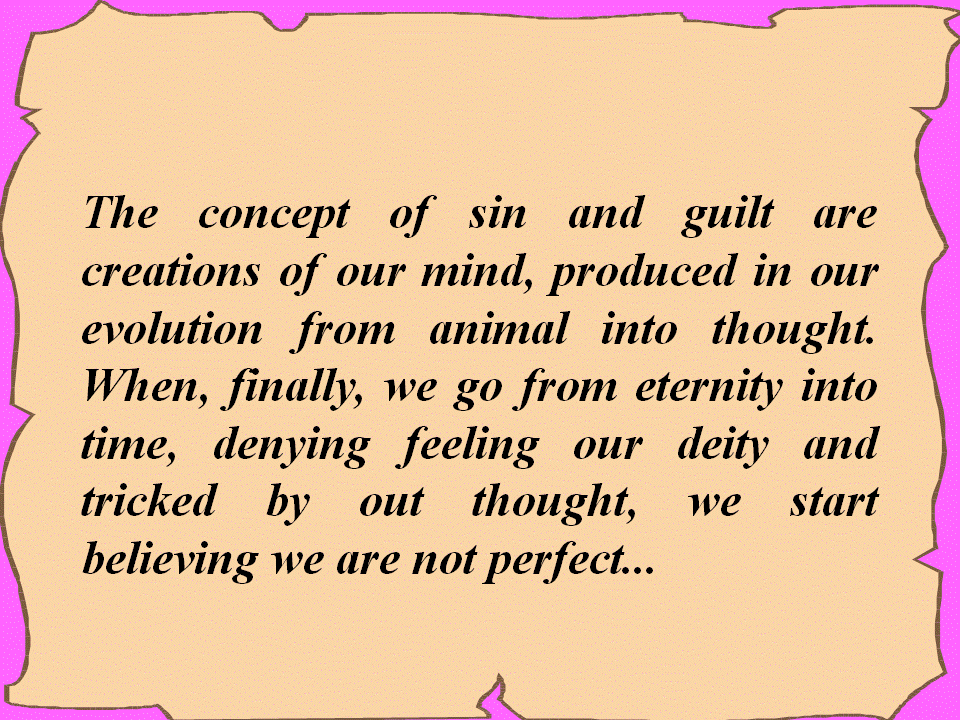 The concept of sin and guilt are
creations of our mind, produced in our
evolution from animal into thought.
When, finally, we go from eternity into
time, denying feeling our deity and
tricked by out thought, we start
believing we are not perfect...